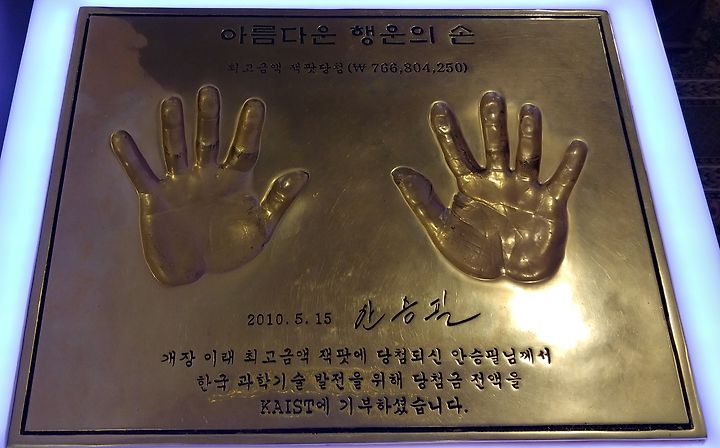 아름다운 행운의 손
최고금액 잭팟당첨(₩ 766,804,250)
2010.5.15 안승필
개장 이래 최고금액 잭팟에 당첨되신 안승필님께서
한국 과학기술 발전을 위해 당첨금 전액을
KAIST에 기부하셨습니다.